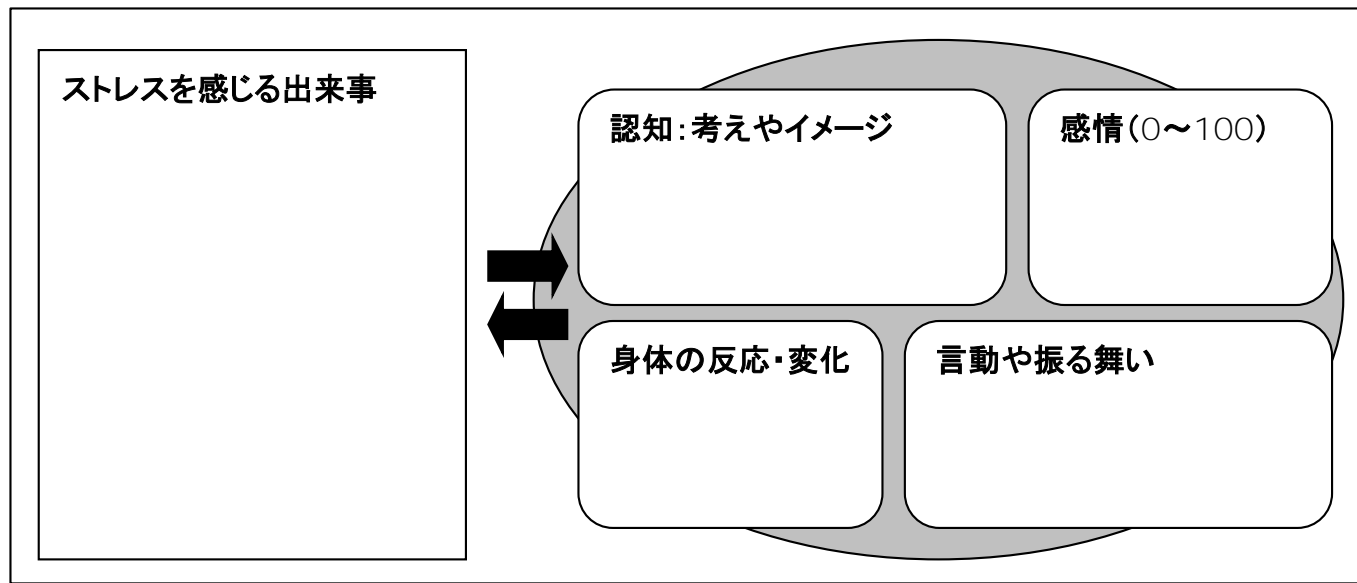 ストレスを感じる出来事
認知:考えやイメージ
感情(0～100)
身体の反応・変化
言動や振る舞い